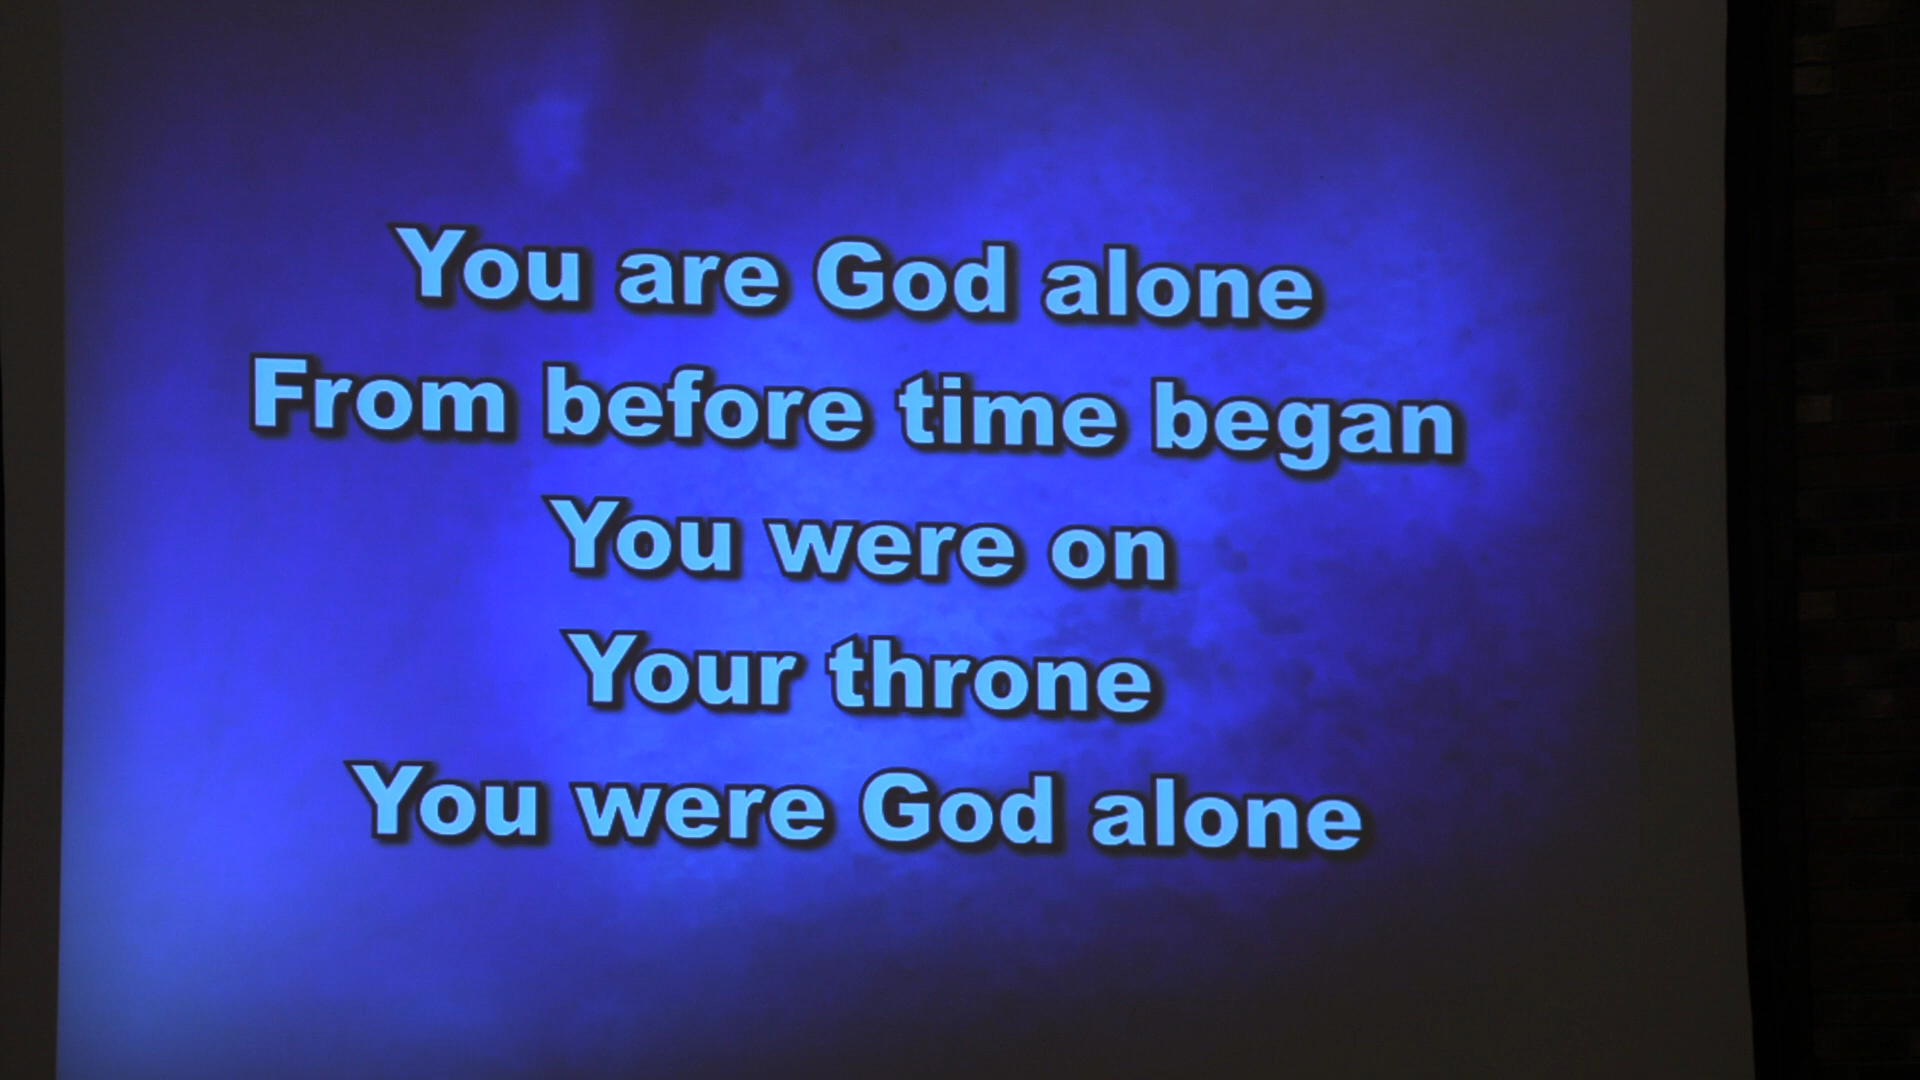 You are God alone
From before time began
You were on
Your throne
You were God alone